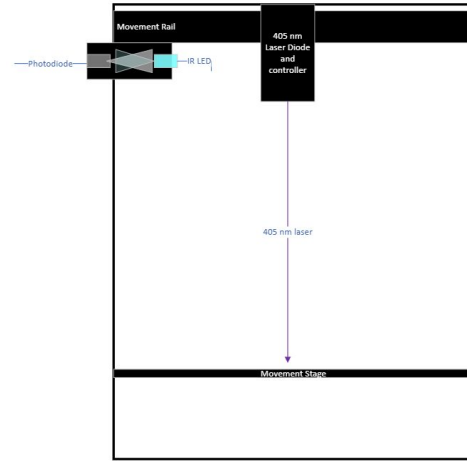 Movement Rail
405 nm
Laser Diode
and
controller
Photodiode
IR LED
405 nm laser
Movement Stage